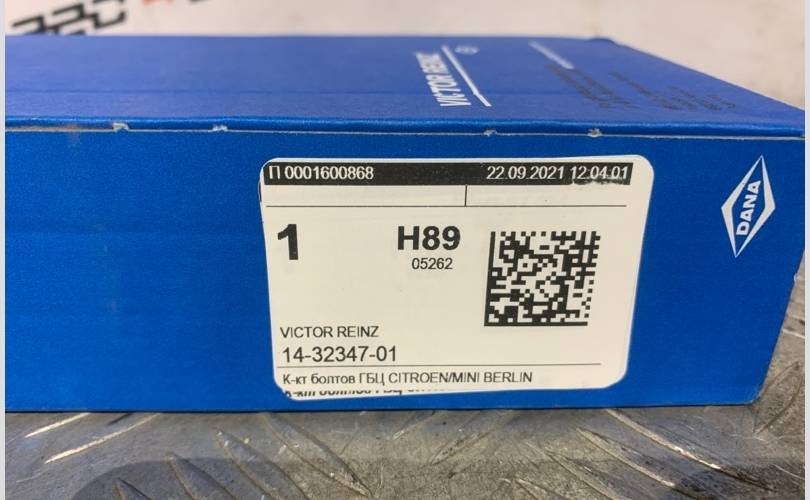 VICTOR REINZ
П 0001600868 22.09.2021 12:04:01
1 H89
05262
DANA
VICTOR REINZ
14-32347-01
К-кт болтов ГБЦ CITROEN/MINI BERLIN